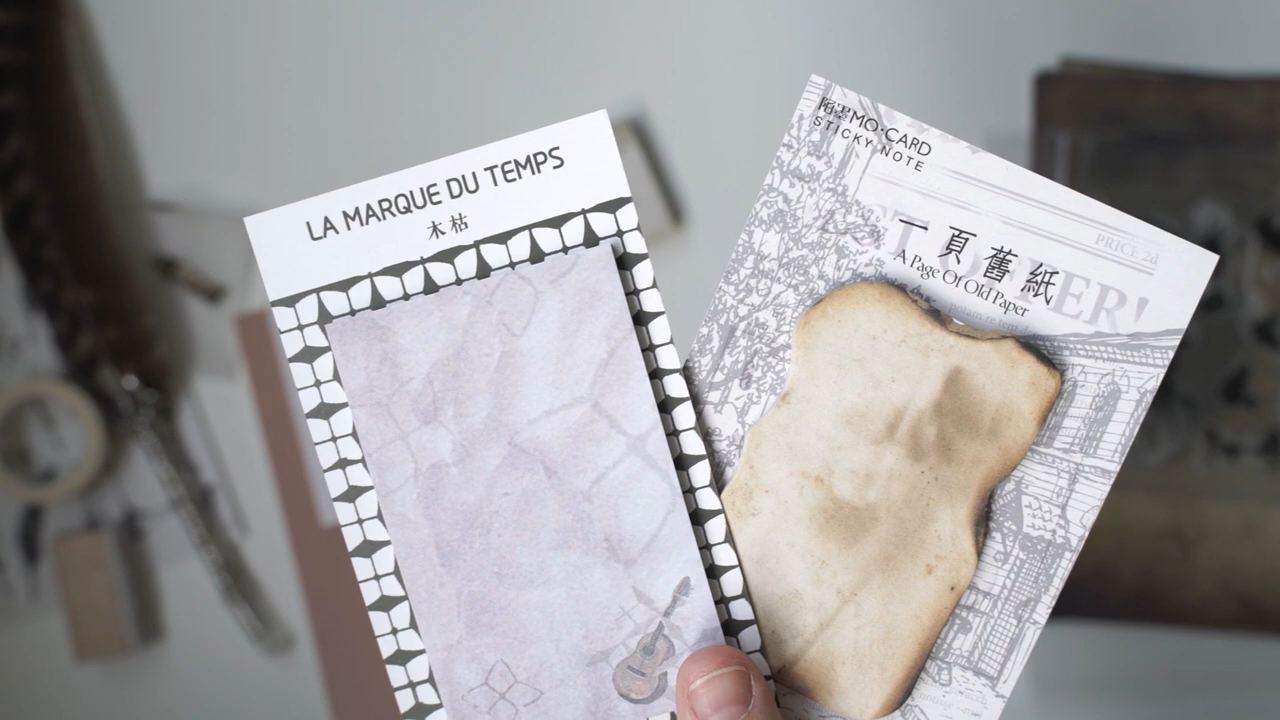 LA MARQUE DU TEMPS
木枯
陌墨MO·CARD
STICKY NOTE
PRICE 2d
一頁舊紙
A Page Of Old Paper